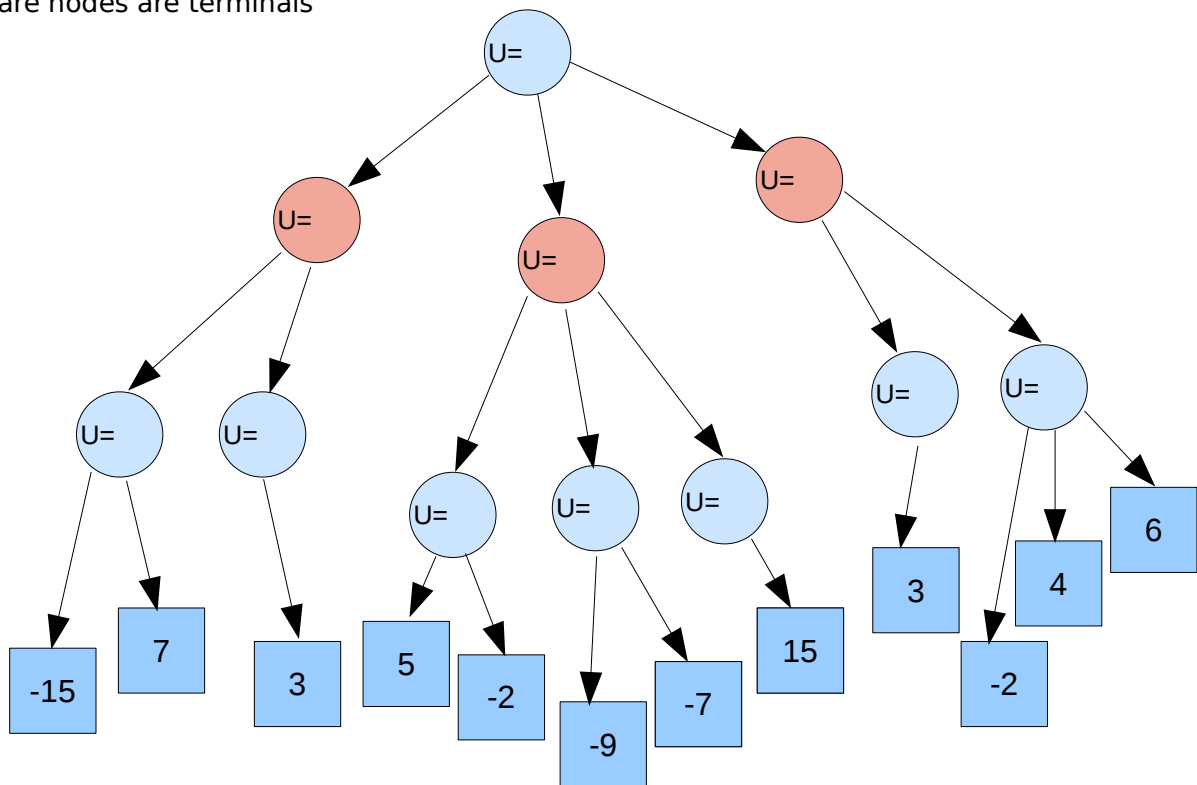 are nodes are terminals
U=
U=
U=
U=
U=
U=
U=
U=
U=
U=
U=
6
4
3
15
5
7
3
-2
-2
-15
-7
-9